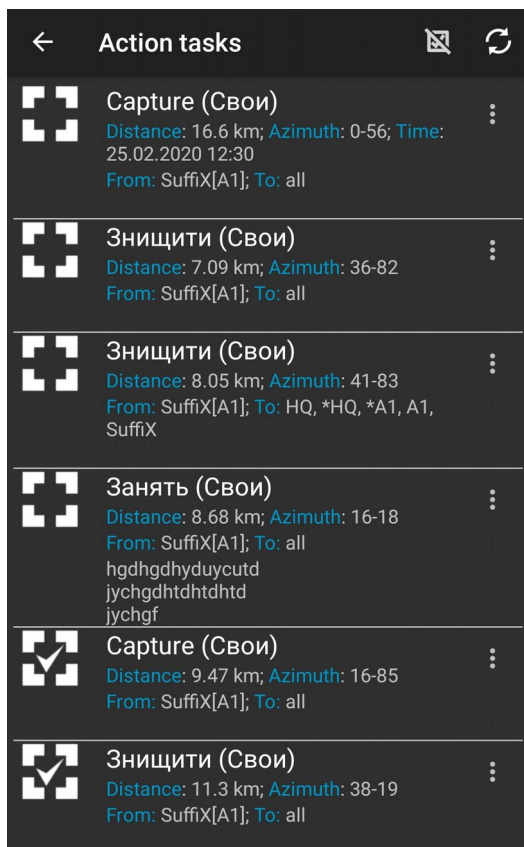 Action tasks
Capture (Свои)
Distance: 16.6 km; Azimuth: 0-56; Time:
25.02.2020 12:30
From: SuffiX[A1]; To: all
Знищити (Свои)
Distance: 7.09 km; Azimuth: 36-82
From: SuffiX[A1]; To: all
Знищити (Свои)
Distance: 8.05 km; Azimuth: 41-83
From: SuffiX[A1]; To: HQ, *HQ, *A1, A1,
SuffiX
Занять (Свои)
Distance: 8.68 km; Azimuth: 16-18
From: SuffiX[A1]; To: all
hgdhgdhyduycutd
jychgdhtdhtdhtd
jychgf
Capture (Свои)
Distance: 9.47 km; Azimuth: 16-85
From: SuffiX[A1]; To: all
Знищити (Свои)
Distance: 11.3 km; Azimuth: 38-19
From: SuffiX[A1]; To: all